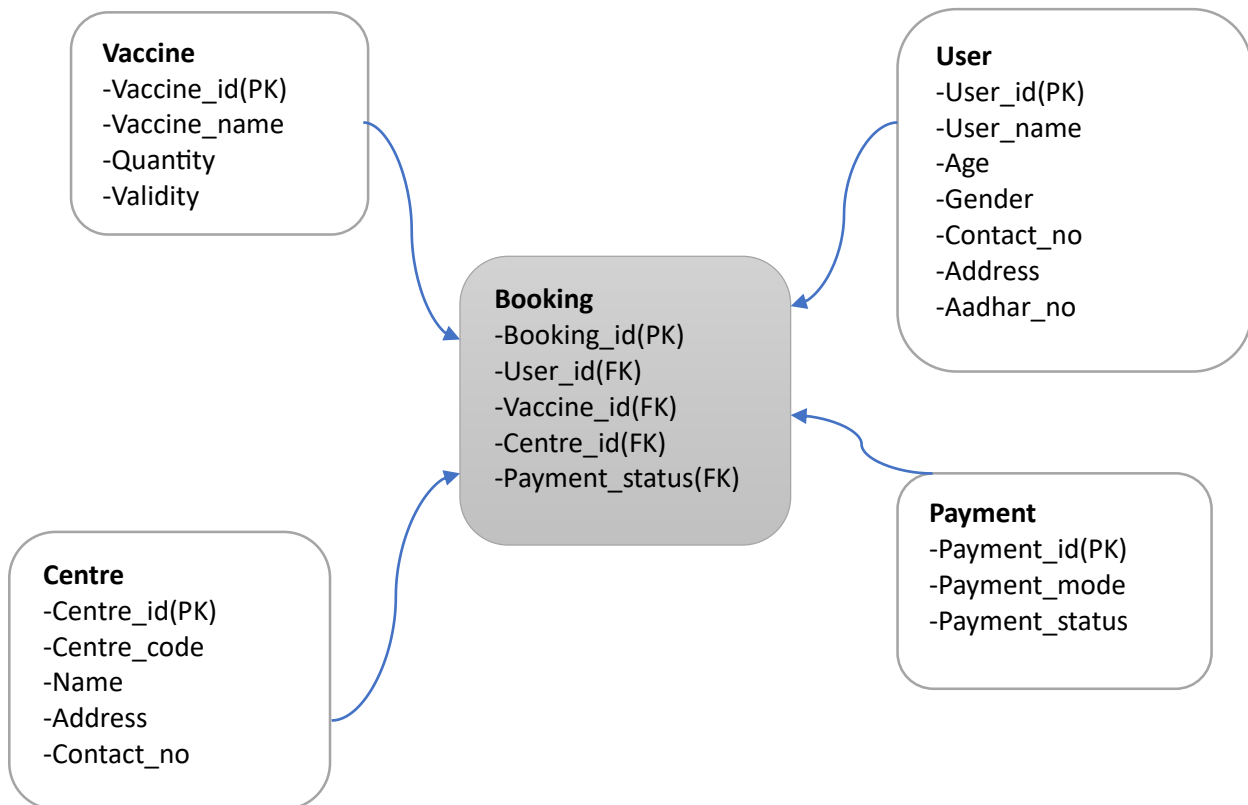 Vaccine
-Vaccine_id(PK)
-Vaccine_name
-Quantity
-Validity
User
-User_id(PK)
-User_name
-Age
-Gender
-Contact_no
-Address
-Aadhar_no
Booking
-Booking_id(PK)
-User_id(FK)
-Vaccine_id(FK)
-Centre_id(FK)
-Payment_status(FK)
Centre
-Centre_id(PK)
-Centre_code
-Name
-Address
-Contact_no
Payment
-Payment_id(PK)
-Payment_mode
-Payment_status